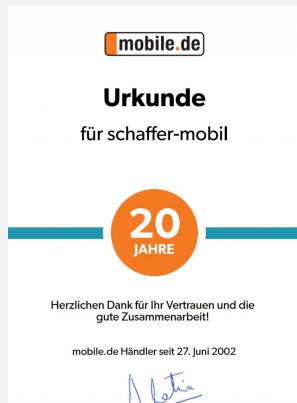 mobile.de
Urkunde
für schaffer-mobil
20
JAHRE
Herzlichen Dank für Ihr Vertrauen und die
gute Zusammenarbeit!
mobile.de Händler seit 27. Juni 2002